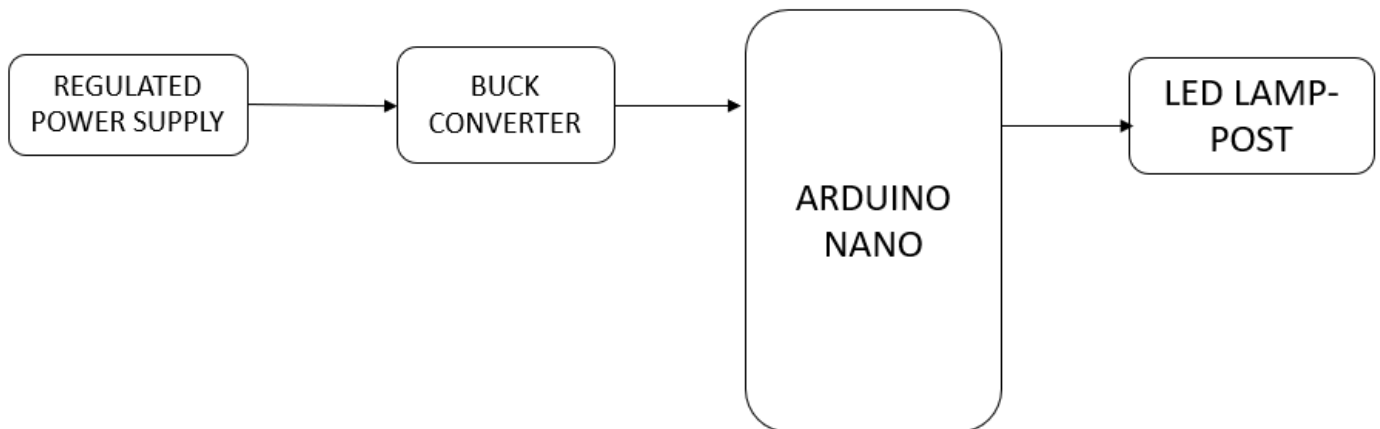 REGULATED
POWER SUPPLY
BUCK
CONVERTER
ARDUINO
NANO
LED LAMP-
POST